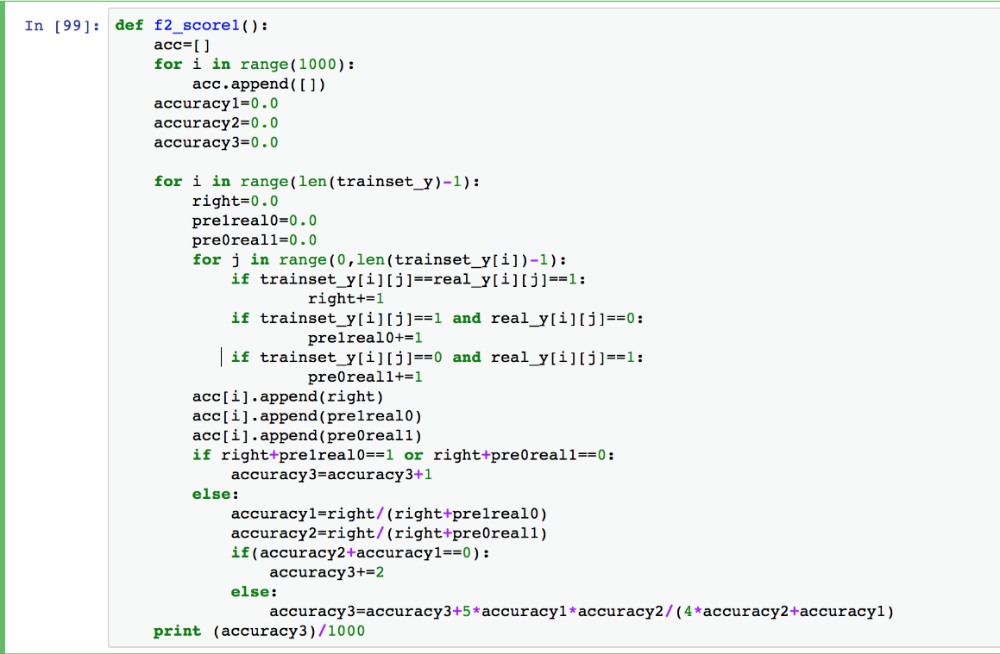 In [99]: def f2_score1():
    acc=[]
    for i in range(1000):
        acc.append([])
    accuracy1=0.0
    accuracy2=0.0
    accuracy3=0.0

    for i in range(len(trainset_y)-1):
        right=0.0
        pre1real0=0.0
        pre0real1=0.0
        for j in range(0,len(trainset_y[i])-1):
            if trainset_y[i][j]==real_y[i][j]==1:
                    right+=1
            if trainset_y[i][j]==1 and real_y[i][j]==0:
                    pre1real0+=1
            if trainset_y[i][j]==0 and real_y[i][j]==1:
                    pre0real1+=1
        acc[i].append(right)
        acc[i].append(pre1real0)
        acc[i].append(pre0real1)
        if right+pre1real0==1 or right+pre0real1==0:
            accuracy3=accuracy3+1
        else:
            accuracy1=right/(right+pre1real0)
            accuracy2=right/(right+pre0real1)
            if(accuracy2+accuracy1==0):
                accuracy3+=2
            else:
                accuracy3=accuracy3+5*accuracy1*accuracy2/(4*accuracy2+accuracy1)
    print (accuracy3)/1000